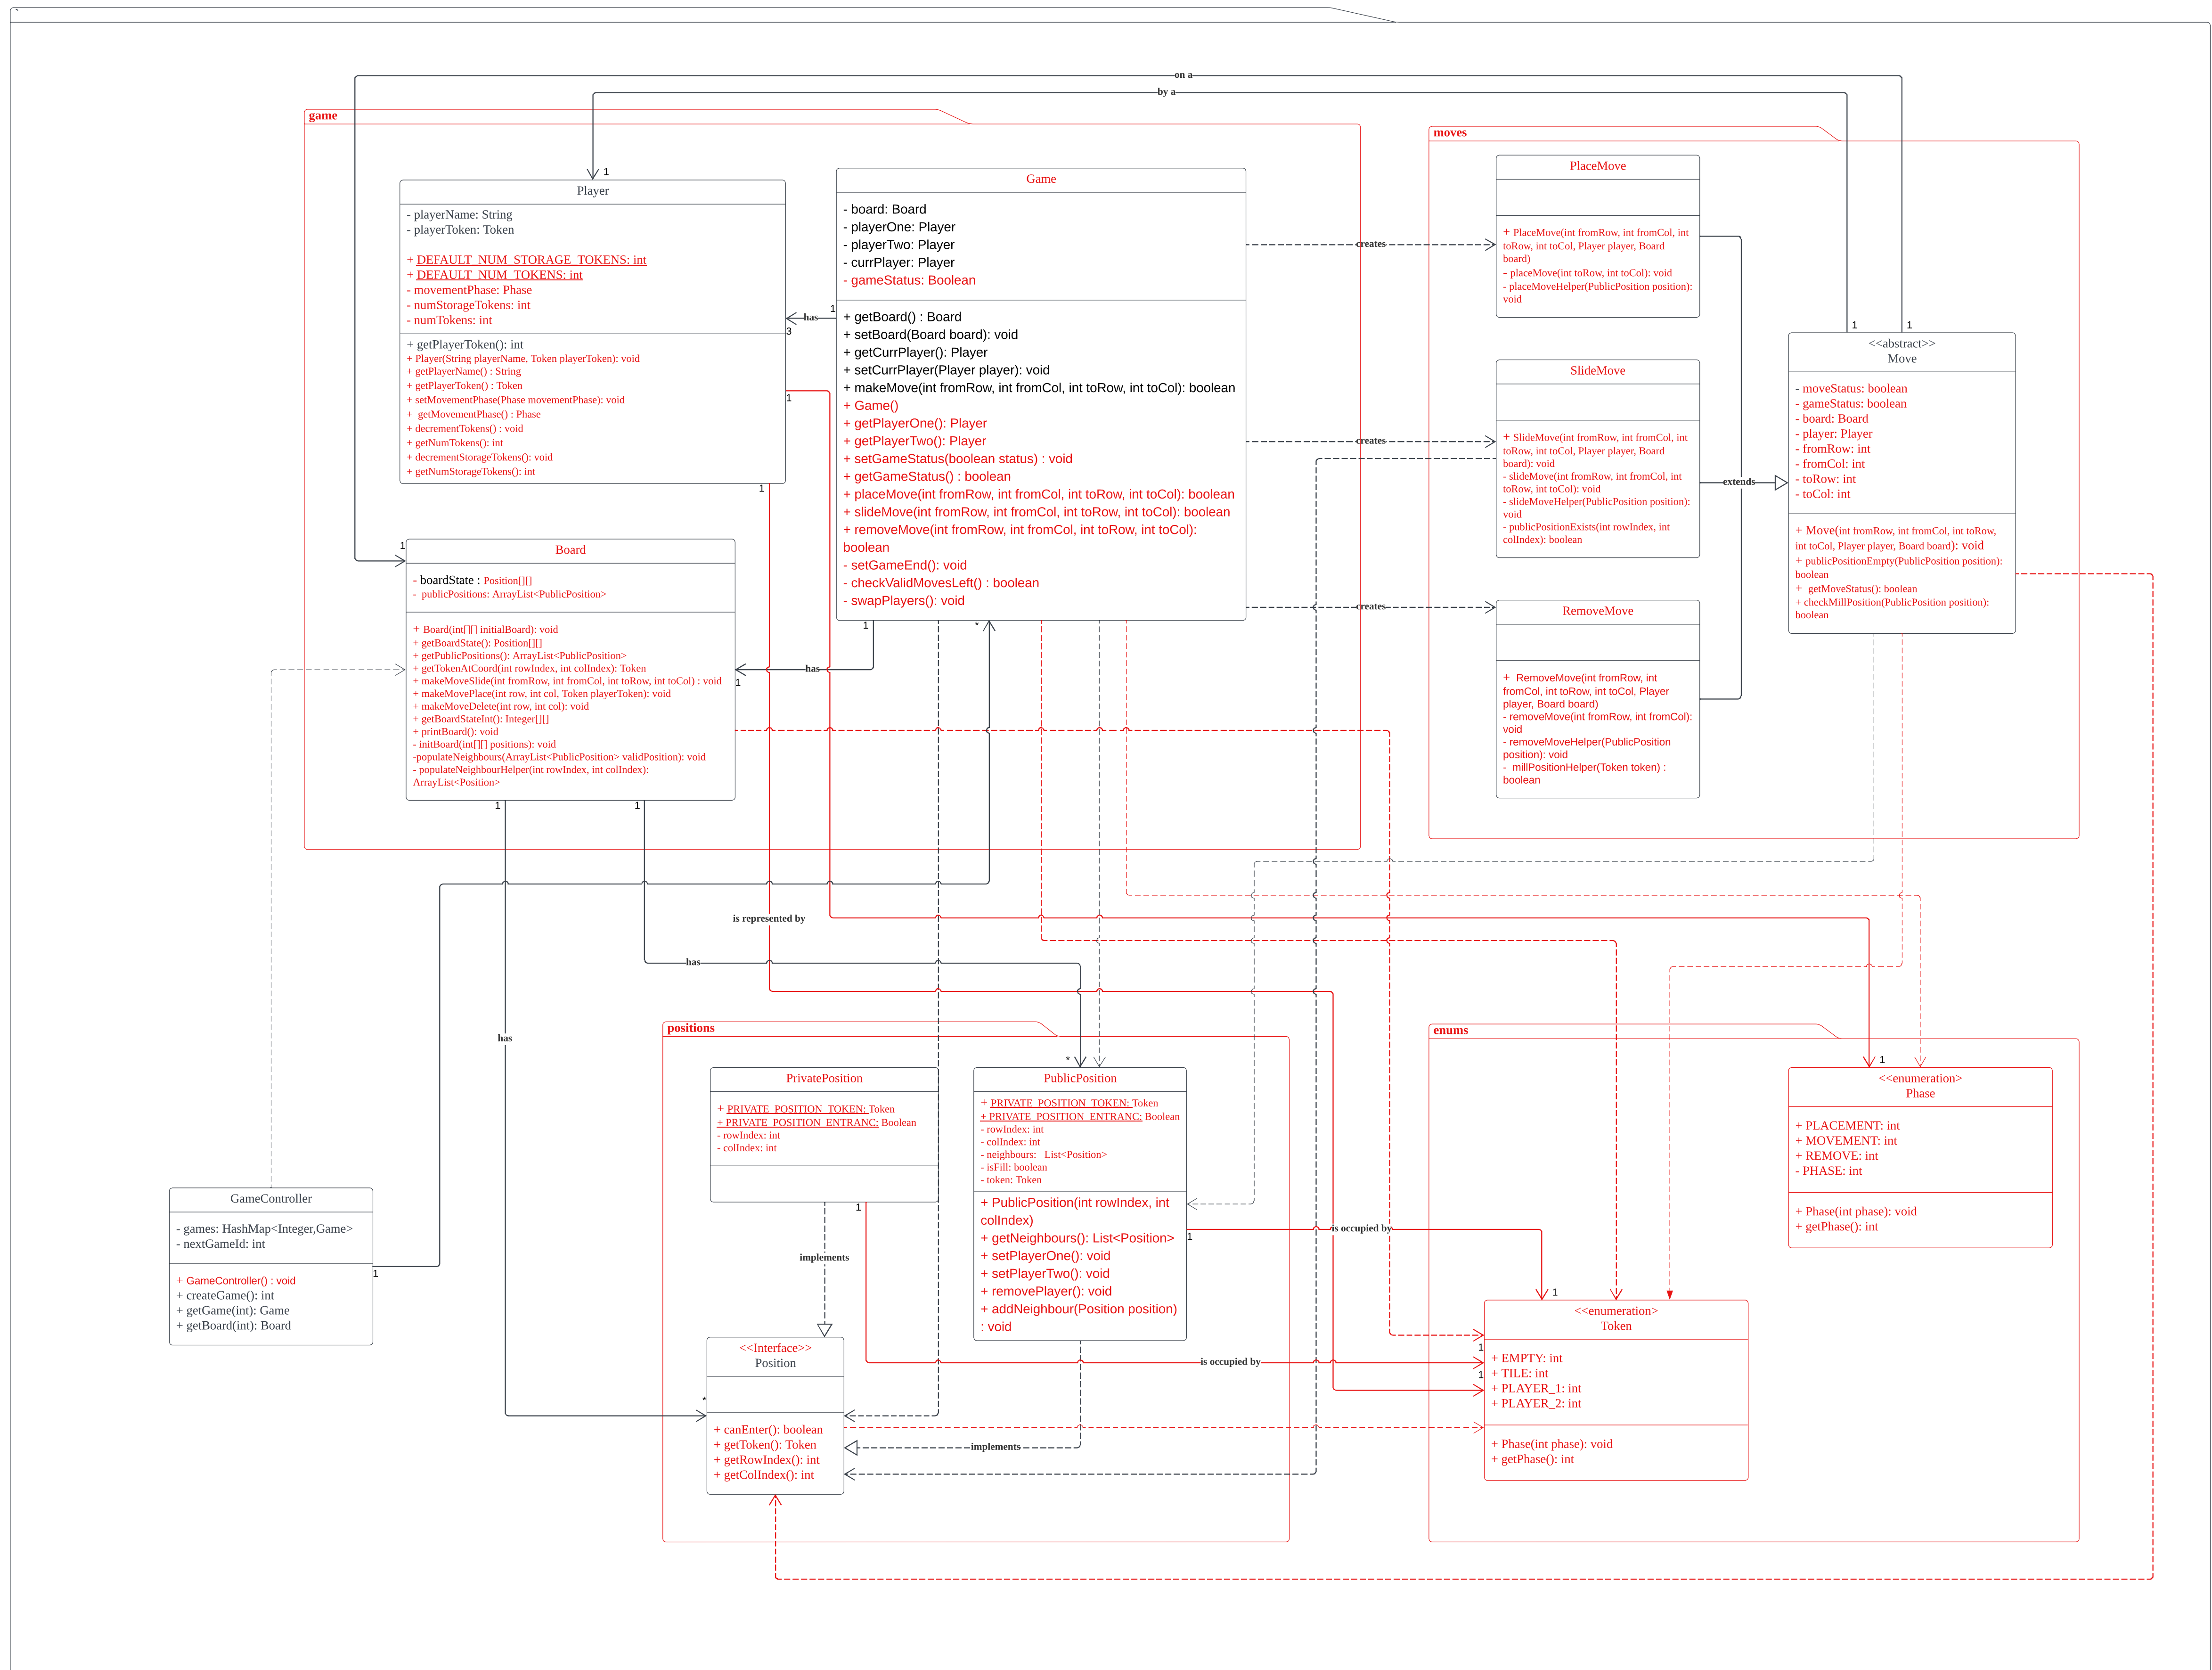 `
on a
by a
game
moves
Player
- playerName: String
- playerToken: Token
+ DEFAULT_NUM_STORAGE_TOKENS: int
+ DEFAULT_NUM_TOKENS: int
- movementPhase: Phase
- numStorageTokens: int
- numTokens: int
+ getPlayerToken(): int
+ Player(String playerName, Token playerToken): void
+ getPlayerName() : String
+ getPlayerToken() : Token
+ setMovementPhase(Phase movementPhase): void
+  getMovementPhase() : Phase
+ decrementTokens() : void
+ getNumTokens(): int
+ decrementStorageTokens(): void
+ getNumStorageTokens(): int
1
1
1
has
1
3
Game
- board: Board
- playerOne: Player
- playerTwo: Player
- currPlayer: Player
- gameStatus: Boolean
+ getBoard() : Board
+ setBoard(Board board): void
+ getCurrPlayer(): Player
+ setCurrPlayer(Player player): void
+ makeMove(int fromRow, int fromCol, int toRow, int toCol): boolean
+ Game()
+ getPlayerOne(): Player
+ getPlayerTwo(): Player
+ setGameStatus(boolean status) : void
+ getGameStatus() : boolean
+ placeMove(int fromRow, int fromCol, int toRow, int toCol): boolean
+ slideMove(int fromRow, int fromCol, int toRow, int toCol): boolean
+ removeMove(int fromRow, int fromCol, int toRow, int toCol):
boolean
- setGameEnd(): void
- checkValidMovesLeft() : boolean
- swapPlayers(): void
1
*
creates
creates
creates
PlaceMove
+ PlaceMove(int fromRow, int fromCol, int
toRow, int toCol, Player player, Board
board)
- placeMove(int toRow, int toCol): void
- placeMoveHelper(PublicPosition position):
void
SlideMove
+ SlideMove(int fromRow, int fromCol, int
toRow, int toCol, Player player, Board
board): void
- slideMove(int fromRow, int fromCol, int
toRow, int toCol): void
- slideMoveHelper(PublicPosition position):
void
- publicPositionExists(int rowIndex, int
colIndex): boolean
RemoveMove
+  RemoveMove(int fromRow, int
fromCol, int toRow, int toCol, Player
player, Board board)
- removeMove(int fromRow, int fromCol):
void
- removeMoveHelper(PublicPosition
position): void
-  millPositionHelper(Token token) :
boolean
extends
1
1
<<abstract>>
Move
- moveStatus: boolean
- gameStatus: boolean
- board: Board
- player: Player
- fromRow: int
- fromCol: int
- toRow: int
- toCol: int
+ Move(int fromRow, int fromCol, int toRow,
int toCol, Player player, Board board): void
+ publicPositionEmpty(PublicPosition position):
boolean
+  getMoveStatus(): boolean
+ checkMillPosition(PublicPosition position):
boolean
1
Board
- boardState : Position[][]
-  publicPositions: ArrayList<PublicPosition>
+ Board(int[][] initialBoard): void
+ getBoardState(): Position[][]
+ getPublicPositions(): ArrayList<PublicPosition>
+ getTokenAtCoord(int rowIndex, int colIndex): Token
+ makeMoveSlide(int fromRow, int fromCol, int toRow, int toCol) : void
+ makeMovePlace(int row, int col, Token playerToken): void
+ makeMoveDelete(int row, int col): void
+ getBoardStateInt(): Integer[][]
+ printBoard(): void
- initBoard(int[][] positions): void
-populateNeighbours(ArrayList<PublicPosition> validPosition): void
- populateNeighbourHelper(int rowIndex, int colIndex):
ArrayList<Position>
has
1
1
1
is represented by
has
has
positions
enums
PrivatePosition
+ PRIVATE_POSITION_TOKEN: Token
+ PRIVATE_POSITION_ENTRANC: Boolean
- rowIndex: int
- colIndex: int
1
*
PublicPosition
+ PRIVATE_POSITION_TOKEN: Token
+ PRIVATE_POSITION_ENTRANC: Boolean
- rowIndex: int
- colIndex: int
- neighbours:   List<Position>
- isFill: boolean
- token: Token
+ PublicPosition(int rowIndex, int
colIndex)
+ getNeighbours(): List<Position>
+ setPlayerOne(): void
+ setPlayerTwo(): void
+ removePlayer(): void
+ addNeighbour(Position position)
: void
1
is occupied by
1
<<enumeration>>
Phase
+ PLACEMENT: int
+ MOVEMENT: int
+ REMOVE: int
- PHASE: int
+ Phase(int phase): void
+ getPhase(): int
GameController
- games: HashMap<Integer,Game>
- nextGameId: int
+ GameController() : void
+ createGame(): int
+ getGame(int): Game
+ getBoard(int): Board
1
implements
<<Interface>>
Position
+ canEnter(): boolean
+ getToken(): Token
+ getRowIndex(): int
+ getColIndex(): int
*
is occupied by
implements
1
1
1
<<enumeration>>
Token
+ EMPTY: int
+ TILE: int
+ PLAYER_1: int
+ PLAYER_2: int
+ Phase(int phase): void
+ getPhase(): int